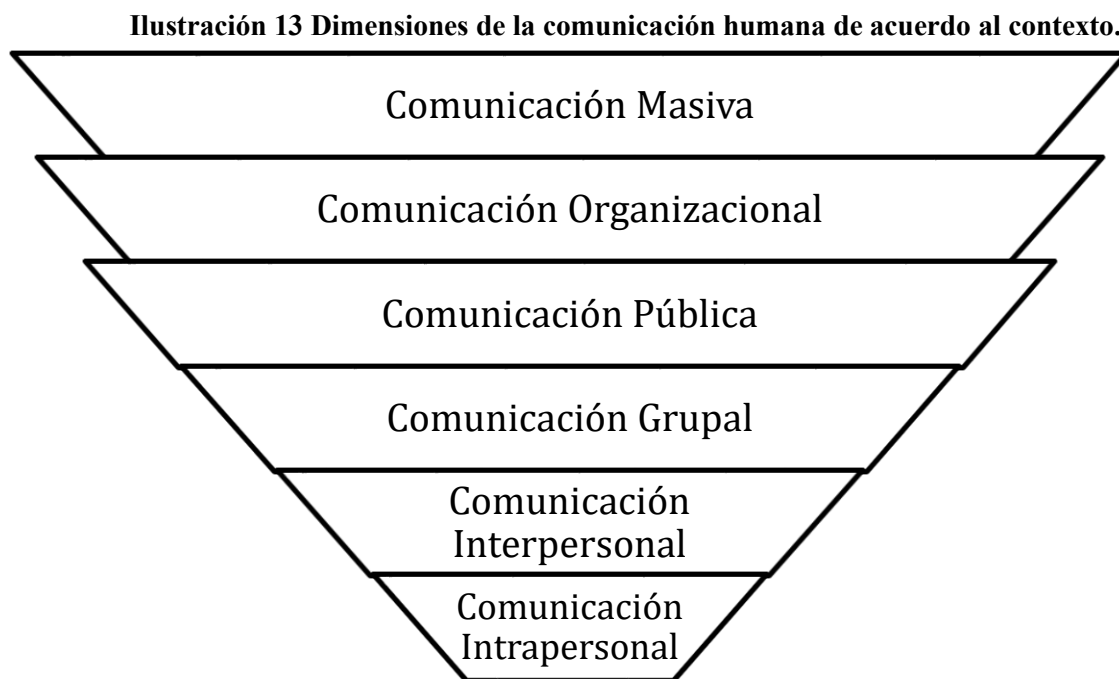 Ilustración 13 Dimensiones de la comunicación humana de acuerdo al contexto.
Comunicación Masiva
Comunicación Organizacional
Comunicación Pública
Comunicación Grupal
Comunicación
Interpersonal
Comunicación
Intrapersonal